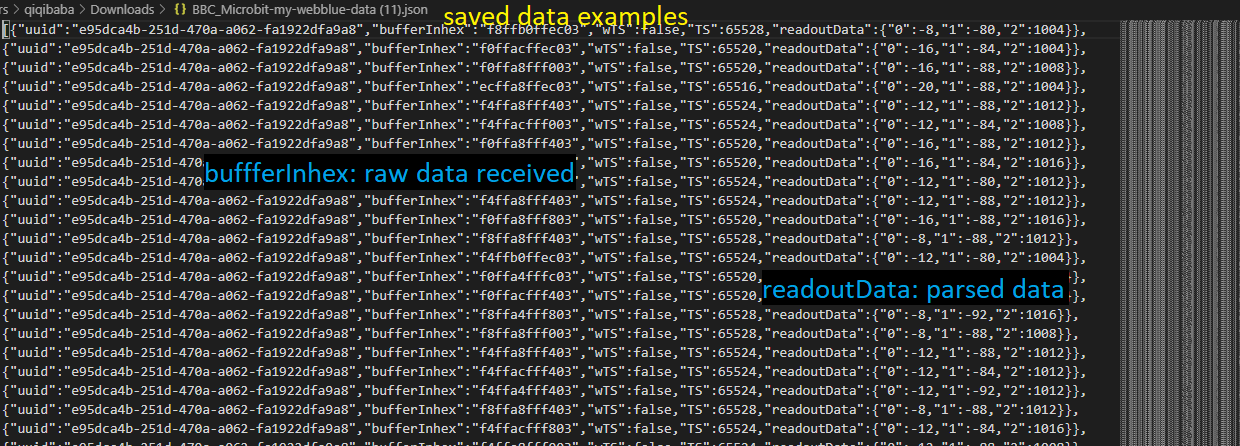 rs > qiqibaba > Downloads > {} BBC_Microbit-my-webblue-data (11).json
saved data examples
[{"uuid":"e95dca4b-251d-470a-a062-fa1922dfa9a8","bufferInhex":"f8ffb0ffec03","wTS":false,"TS":65528,"readoutData":{"0":-8,"1":-80,"2":1004}},
{"uuid":"e95dca4b-251d-470a-a062-fa1922dfa9a8","bufferInhex":"f0ffacffec03","wTS":false,"TS":65520,"readoutData":{"0":-16,"1":-84,"2":1004}},
{"uuid":"e95dca4b-251d-470a-a062-fa1922dfa9a8","bufferInhex":"f0ffa8fff003","wTS":false,"TS":65520,"readoutData":{"0":-16,"1":-88,"2":1008}},
{"uuid":"e95dca4b-251d-470a-a062-fa1922dfa9a8","bufferInhex":"ecffa8ffec03","wTS":false,"TS":65516,"readoutData":{"0":-20,"1":-88,"2":1004}},
{"uuid":"e95dca4b-251d-470a-a062-fa1922dfa9a8","bufferInhex":"f4ffa8fff403","wTS":false,"TS":65524,"readoutData":{"0":-12,"1":-88,"2":1012}},
{"uuid":"e95dca4b-251d-470a-a062-fa1922dfa9a8","bufferInhex":"f4ffacfff003","wTS":false,"TS":65524,"readoutData":{"0":-12,"1":-84,"2":1008}},
{"uuid":"e95dca4b-251d-470a-a062-fa1922dfa9a8","bufferInhex":"f0ffa8fff403","wTS":false,"TS":65520,"readoutData":{"0":-16,"1":-88,"2":1012}},
{"uuid":"e95dca4b-251d-470a ,"wTS":false,"TS":65520,"readoutData":{"0":-16,"1":-84,"2":1016}},
buffferInhex: raw data received
{"uuid":"e95dca4b-251d-470a ,"wTS":false,"TS":65524,"readoutData":{"0":-12,"1":-80,"2":1012}},
{"uuid":"e95dca4b-251d-470a-a062-fa1922dfa9a8","bufferInhex":"f4ffa8fff403","wTS":false,"TS":65524,"readoutData":{"0":-12,"1":-88,"2":1012}},
{"uuid":"e95dca4b-251d-470a-a062-fa1922dfa9a8","bufferInhex":"f0ffa8fff803","wTS":false,"TS":65520,"readoutData":{"0":-16,"1":-88,"2":1016}},
{"uuid":"e95dca4b-251d-470a-a062-fa1922dfa9a8","bufferInhex":"f8ffa8fff403","wTS":false,"TS":65528,"readoutData":{"0":-8,"1":-88,"2":1012}},
{"uuid":"e95dca4b-251d-470a-a062-fa1922dfa9a8","bufferInhex":"f4ffb0ffec03","wTS":false,"TS":65524,"readoutData":{"0":-12,"1":-80,"2":1004}},
{"uuid":"e95dca4b-251d-470a-a062-fa1922dfa9a8","bufferInhex":"f0ffa4fffc03","wTS":false,"TS":65520, }},
readoutData: parsed data
{"uuid":"e95dca4b-251d-470a-a062-fa1922dfa9a8","bufferInhex":"f0ffacfff403","wTS":false,"TS":65520, }},
{"uuid":"e95dca4b-251d-470a-a062-fa1922dfa9a8","bufferInhex":"f8ffa4fff803","wTS":false,"TS":65528,"readoutData":{"0":-8,"1":-92,"2":1016}},
{"uuid":"e95dca4b-251d-470a-a062-fa1922dfa9a8","bufferInhex":"f8ffa8fff003","wTS":false,"TS":65528,"readoutData":{"0":-8,"1":-88,"2":1008}},
{"uuid":"e95dca4b-251d-470a-a062-fa1922dfa9a8","bufferInhex":"f4ffa8fff403","wTS":false,"TS":65524,"readoutData":{"0":-12,"1":-88,"2":1012}},
{"uuid":"e95dca4b-251d-470a-a062-fa1922dfa9a8","bufferInhex":"f4ffacfff403","wTS":false,"TS":65524,"readoutData":{"0":-12,"1":-84,"2":1012}},
{"uuid":"e95dca4b-251d-470a-a062-fa1922dfa9a8","bufferInhex":"f4ffa4fff403","wTS":false,"TS":65524,"readoutData":{"0":-12,"1":-92,"2":1012}},
{"uuid":"e95dca4b-251d-470a-a062-fa1922dfa9a8","bufferInhex":"f8ffa8fff403","wTS":false,"TS":65528,"readoutData":{"0":-8,"1":-88,"2":1012}},
{"uuid":"e95dca4b-251d-470a-a062-fa1922dfa9a8","bufferInhex":"f4ffacfff803","wTS":false,"TS":65524,"readoutData":{"0":-12,"1":-84,"2":1016}},